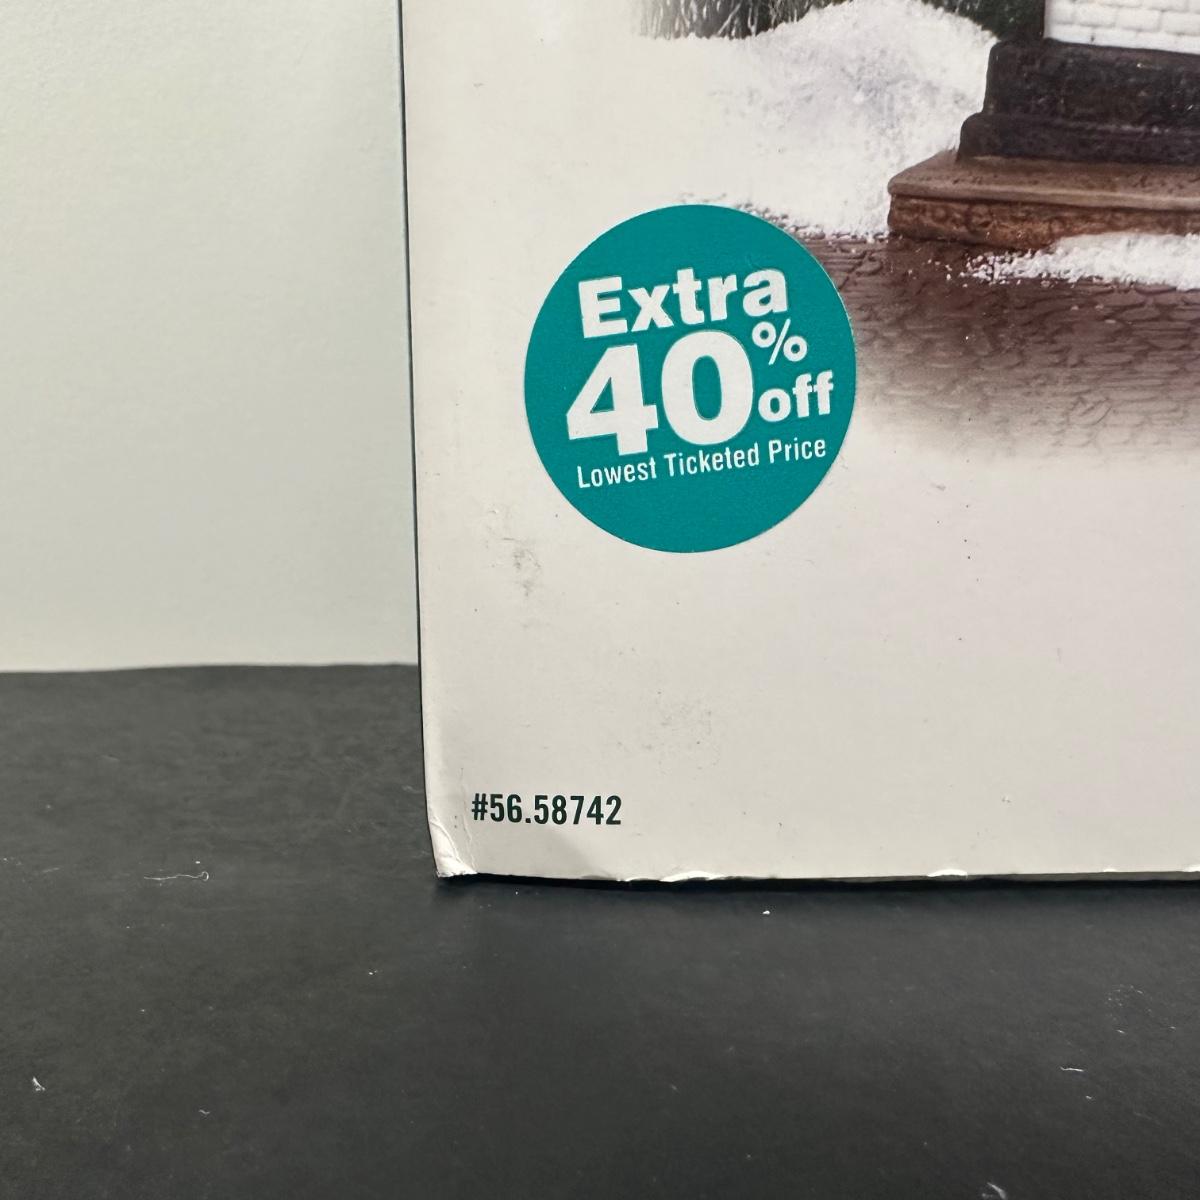 Extra
40%
off
Lowest Ticketed Price
#56.58742